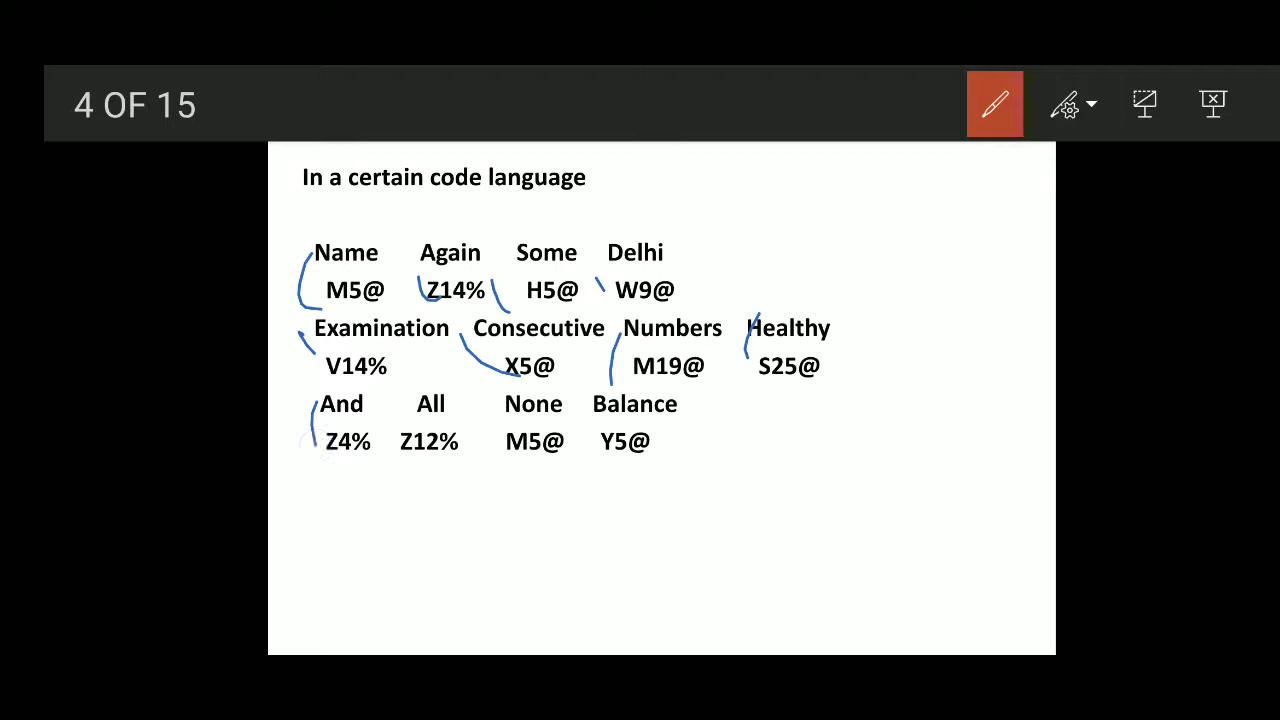 4 OF 15
In a certain code language
Name Again Some Delhi
M5@ Z14% H5@ W9@
Examination Consecutive Numbers Healthy
V14% X5@ M19@ S25@
And All None Balance
Z4% Z12% M5@ Y5@